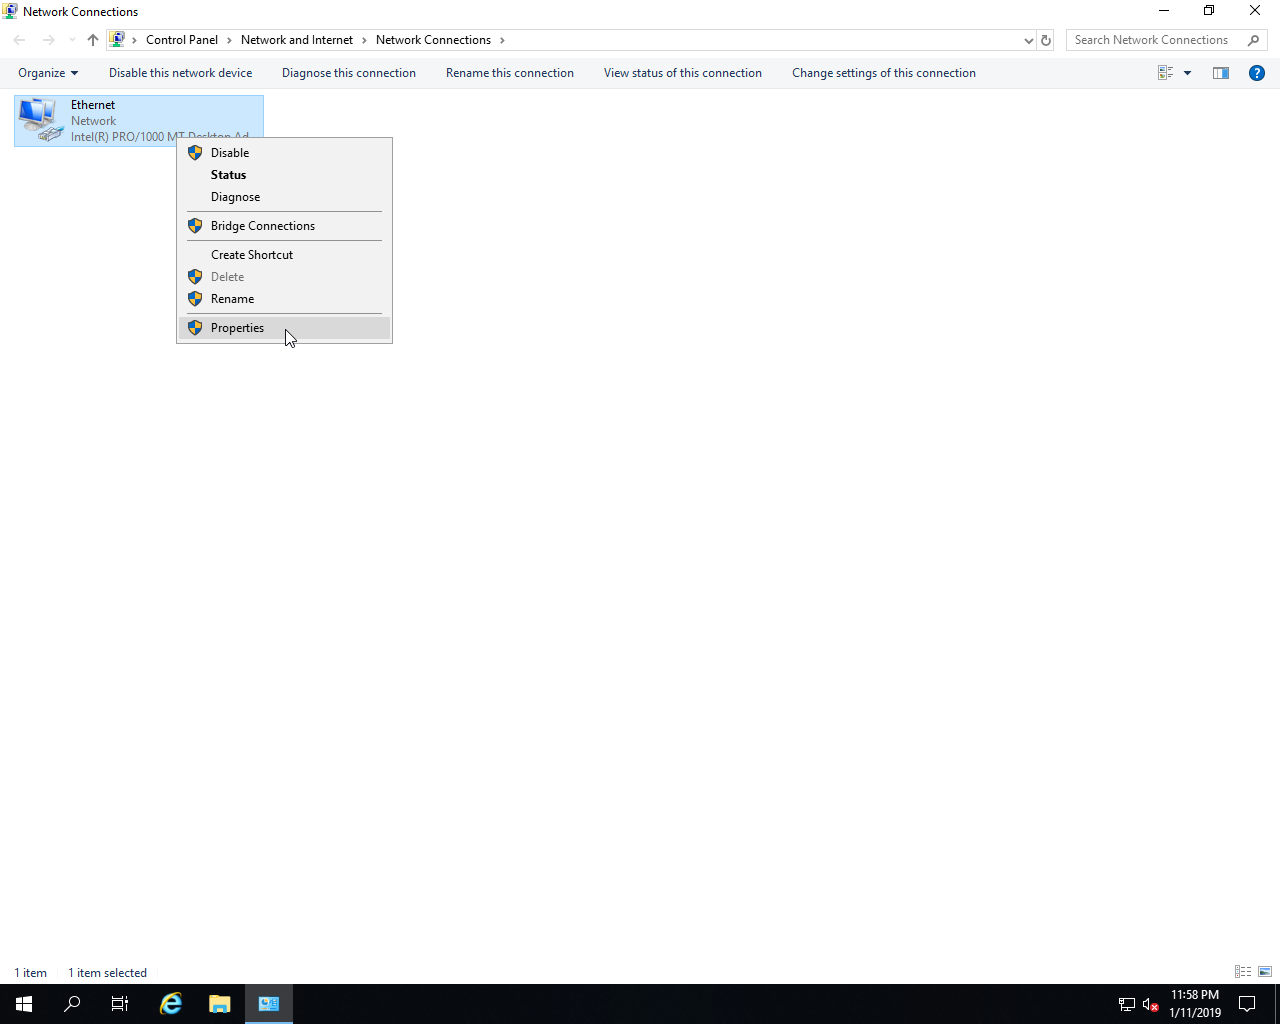 Network Connections
Control Panel > Network and Internet > Network Connections >
Search Network Connections
Organize Disable this network device Diagnose this connection Rename this connection View status of this connection Change settings of this connection
Ethernet
Network
Intel(R) PRO/1000 MT Desktop Ad...
Disable
Status
Diagnose
Bridge Connections
Create Shortcut
Delete
Rename
Properties
1 item 1 item selected
11:58 PM
1/11/2019